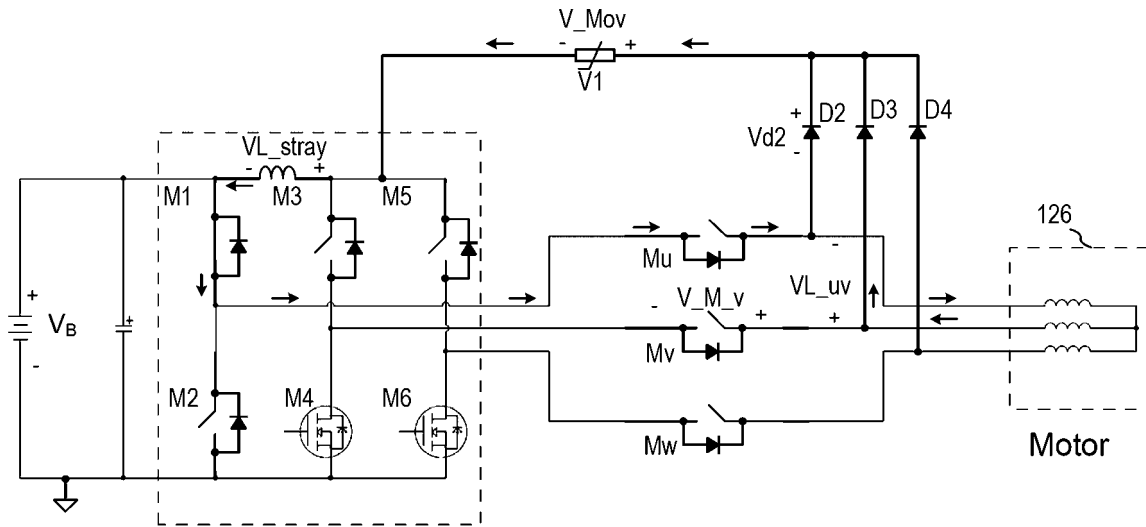 V_Mov
- +
V1
D2 D3 D4
+
Vd2
-
VL_stray
- +
M1 M3 M5
126
Mu
-
VL_uv
V_M_v
- + +
Mv
+
VB
-
+
M2 M4 M6
Mw
Motor